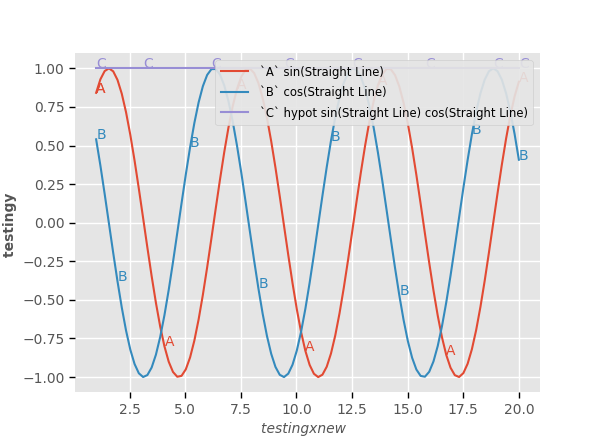 C C C C C C C
`A` sin(Straight Line)
`B` cos(Straight Line)
`C` hypot sin(Straight Line) cos(Straight Line)
1.00
0.75
0.50
0.25
0.00
−0.25
−0.50
−0.75
−1.00
A A A A A A
B B B B B B B B
testingy
2.5 5.0 7.5 10.0 12.5 15.0 17.5 20.0
testingxnew